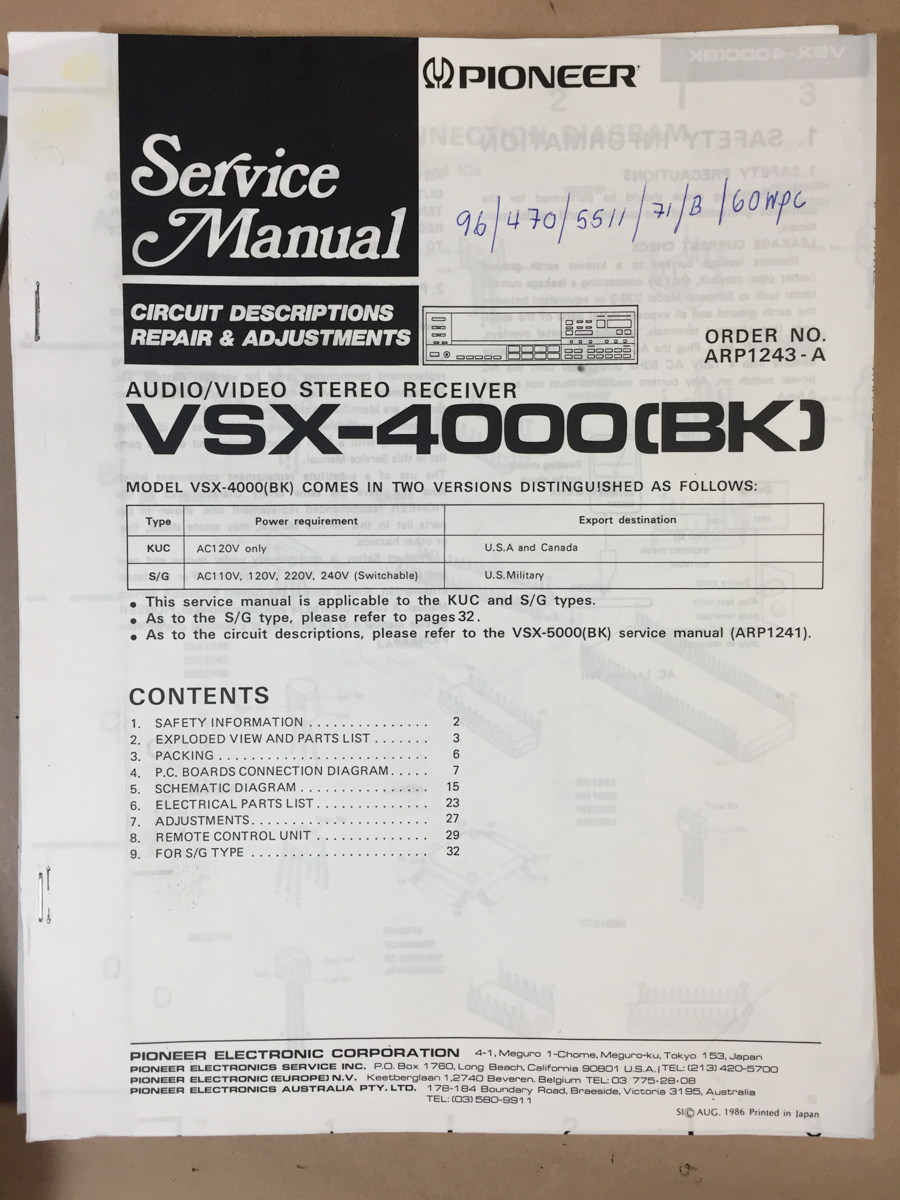 PIONEER
Service
Manual
96/470/5511/71/B/60WPC
CIRCUIT DESCRIPTIONS
REPAIR & ADJUSTMENTS
ORDER NO.
ARP1243-A
AUDIO/VIDEO STEREO RECEIVER
VSX-4000(BK)
MODEL VSX-4000(BK) COMES IN TWO VERSIONS DISTINGUISHED AS FOLLOWS:
Type Power requirement Export destination
KUC AC120V only U.S.A and Canada
S/G AC110V, 120V, 220V, 240V (Switchable) U.S.Military
• This service manual is applicable to the KUC and S/G types.
• As to the S/G type, please refer to pages 32.
• As to the circuit descriptions, please refer to the VSX-5000(BK) service manual (ARP1241).
CONTENTS
1. SAFETY INFORMATION . . . . . . . . . . . . . . . 2
2. EXPLODED VIEW AND PARTS LIST . . . . . . . 3
3. PACKING . . . . . . . . . . . . . . . . . . . . . . . . . . 6
4. P.C. BOARDS CONNECTION DIAGRAM . . . . . 7
5. SCHEMATIC DIAGRAM . . . . . . . . . . . . . . . . 15
6. ELECTRICAL PARTS LIST . . . . . . . . . . . . . . 23
7. ADJUSTMENTS . . . . . . . . . . . . . . . . . . . . . . 27
8. REMOTE CONTROL UNIT . . . . . . . . . . . . . . 29
9. FOR S/G TYPE . . . . . . . . . . . . . . . . . . . . . . 32
PIONEER ELECTRONIC CORPORATION 4-1, Meguro 1-Chome, Meguro-ku, Tokyo 153, Japan
PIONEER ELECTRONICS SERVICE INC. P.O. Box 1760, Long Beach, California 90801 U.S.A. TEL: (213) 420-5700
PIONEER ELECTRONIC (EUROPE) N.V. Keetberglaan 1,2740 Beveren. Belgium TEL: 03 775-28-08
PIONEER ELECTRONICS AUSTRALIA PTY. LTD. 178-184 Boundary Road, Braeside, Victoria 3195, Australia
TEL: (03) 580-9911
SI © AUG. 1986 Printed in Japan